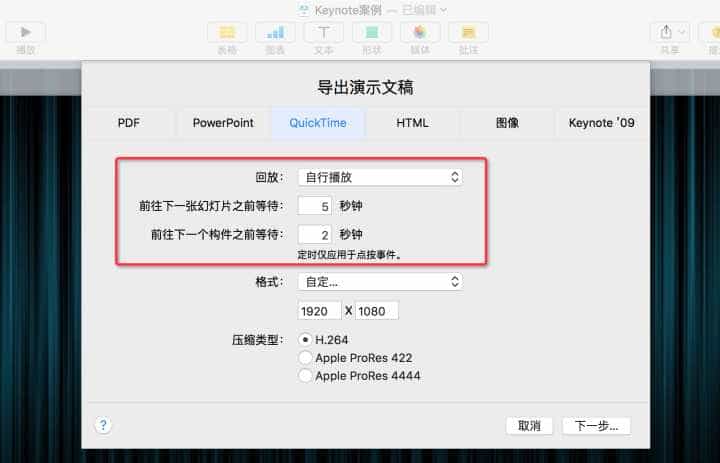 Keynote案例 — 已编辑
播放
表格 图表 文本 形状 媒体 批注
共享
导出演示文稿
PDF PowerPoint QuickTime HTML 图像 Keynote '09
回放： 自行播放
前往下一张幻灯片之前等待： 5 秒钟
前往下一个构件之前等待： 2 秒钟
定时仅应用于点按事件。
格式： 自定...
1920 X 1080
压缩类型： H.264
Apple ProRes 422
Apple ProRes 4444
? 取消 下一步...